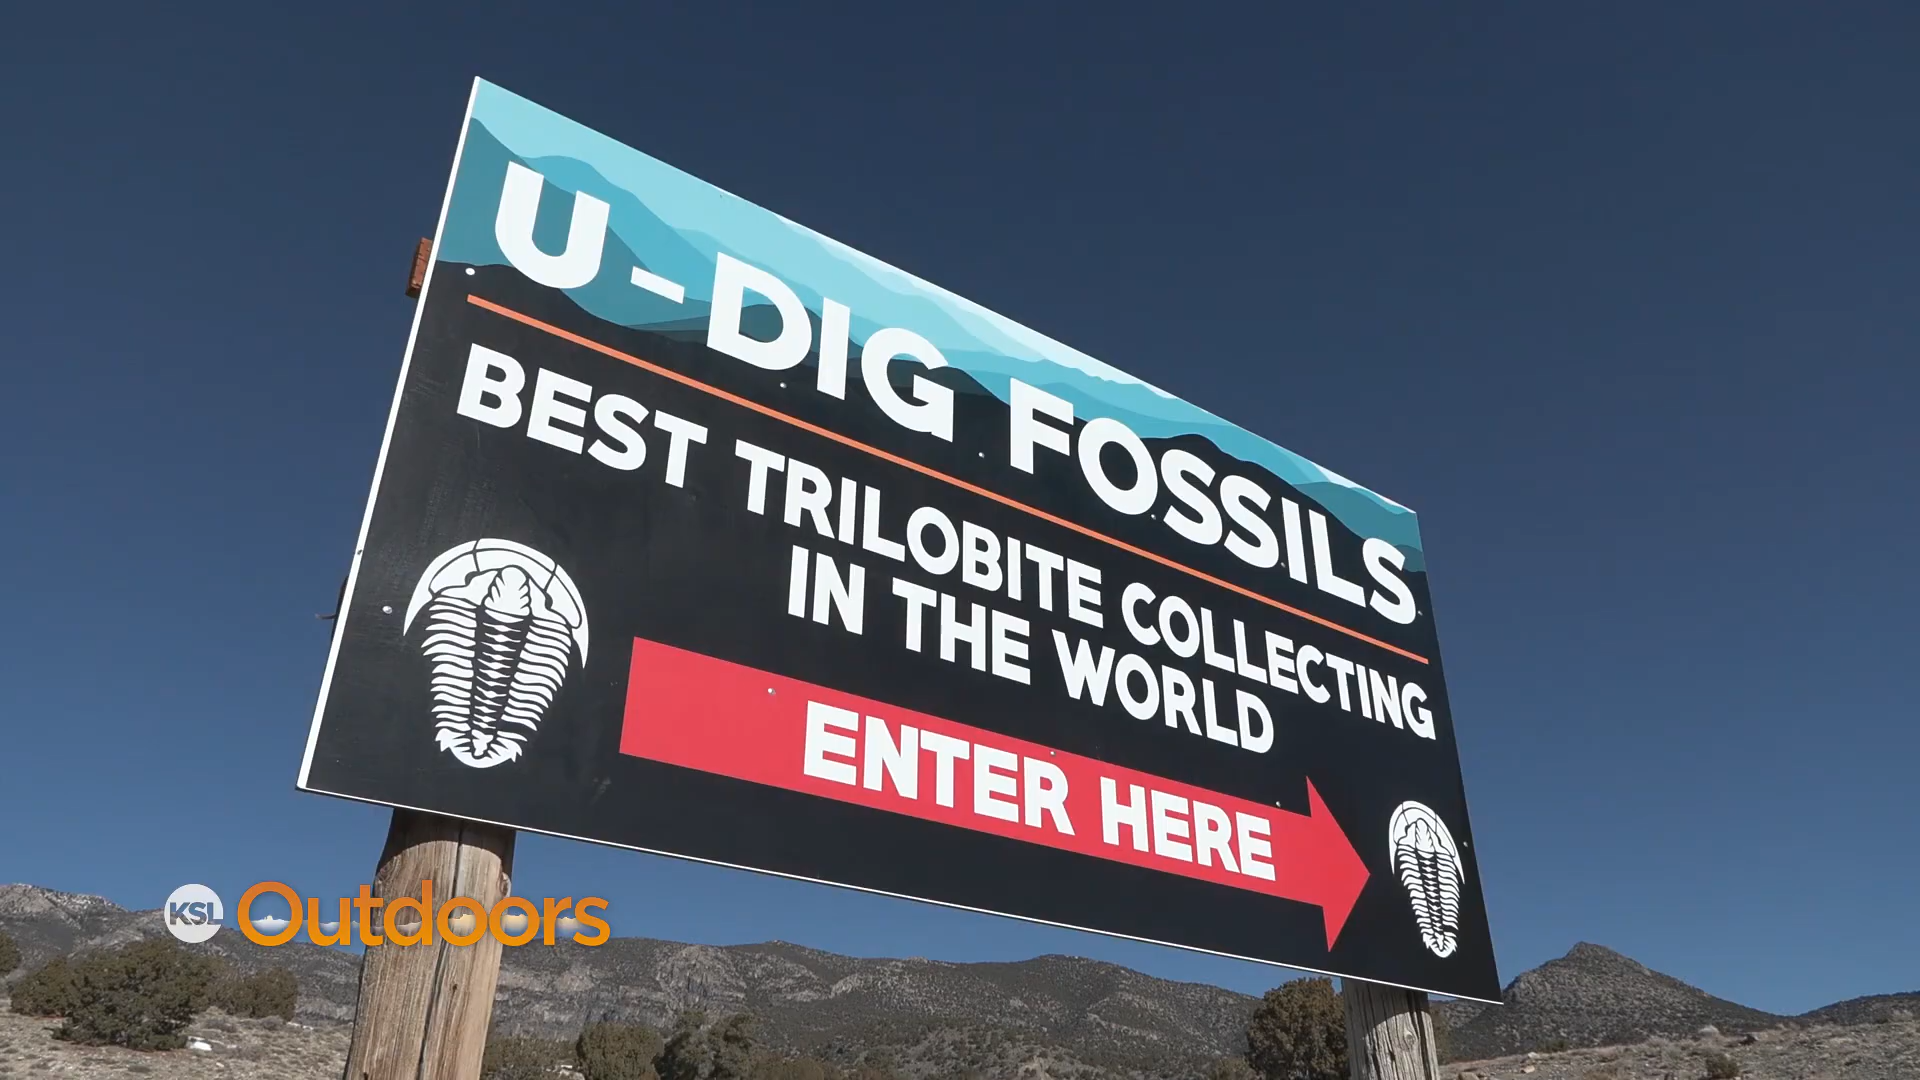 U-DIG FOSSILS
BEST TRILOBITE COLLECTING
IN THE WORLD
ENTER HERE
KSL Outdoors